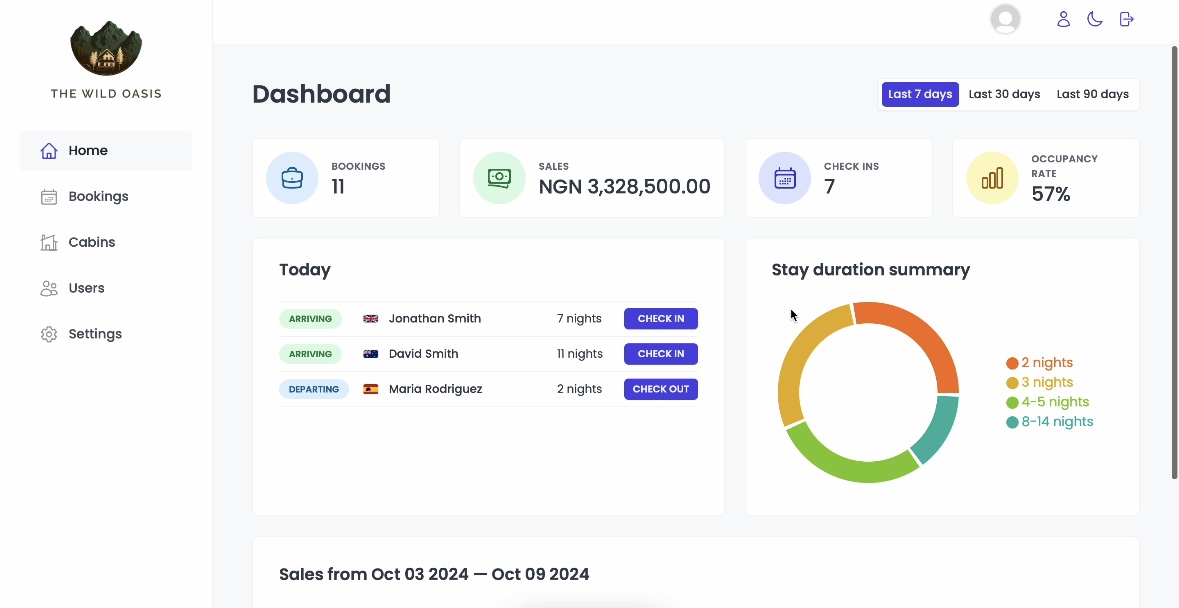 THE WILD OASIS
Home
Bookings
Cabins
Users
Settings
Dashboard
Last 7 days Last 30 days Last 90 days
BOOKINGS
11
SALES
NGN 3,328,500.00
CHECK INS
7
OCCUPANCY
RATE
57%
Today
ARRIVING Jonathan Smith 7 nights CHECK IN
ARRIVING David Smith 11 nights CHECK IN
DEPARTING Maria Rodriguez 2 nights CHECK OUT
Stay duration summary
2 nights
3 nights
4-5 nights
8-14 nights
Sales from Oct 03 2024 — Oct 09 2024